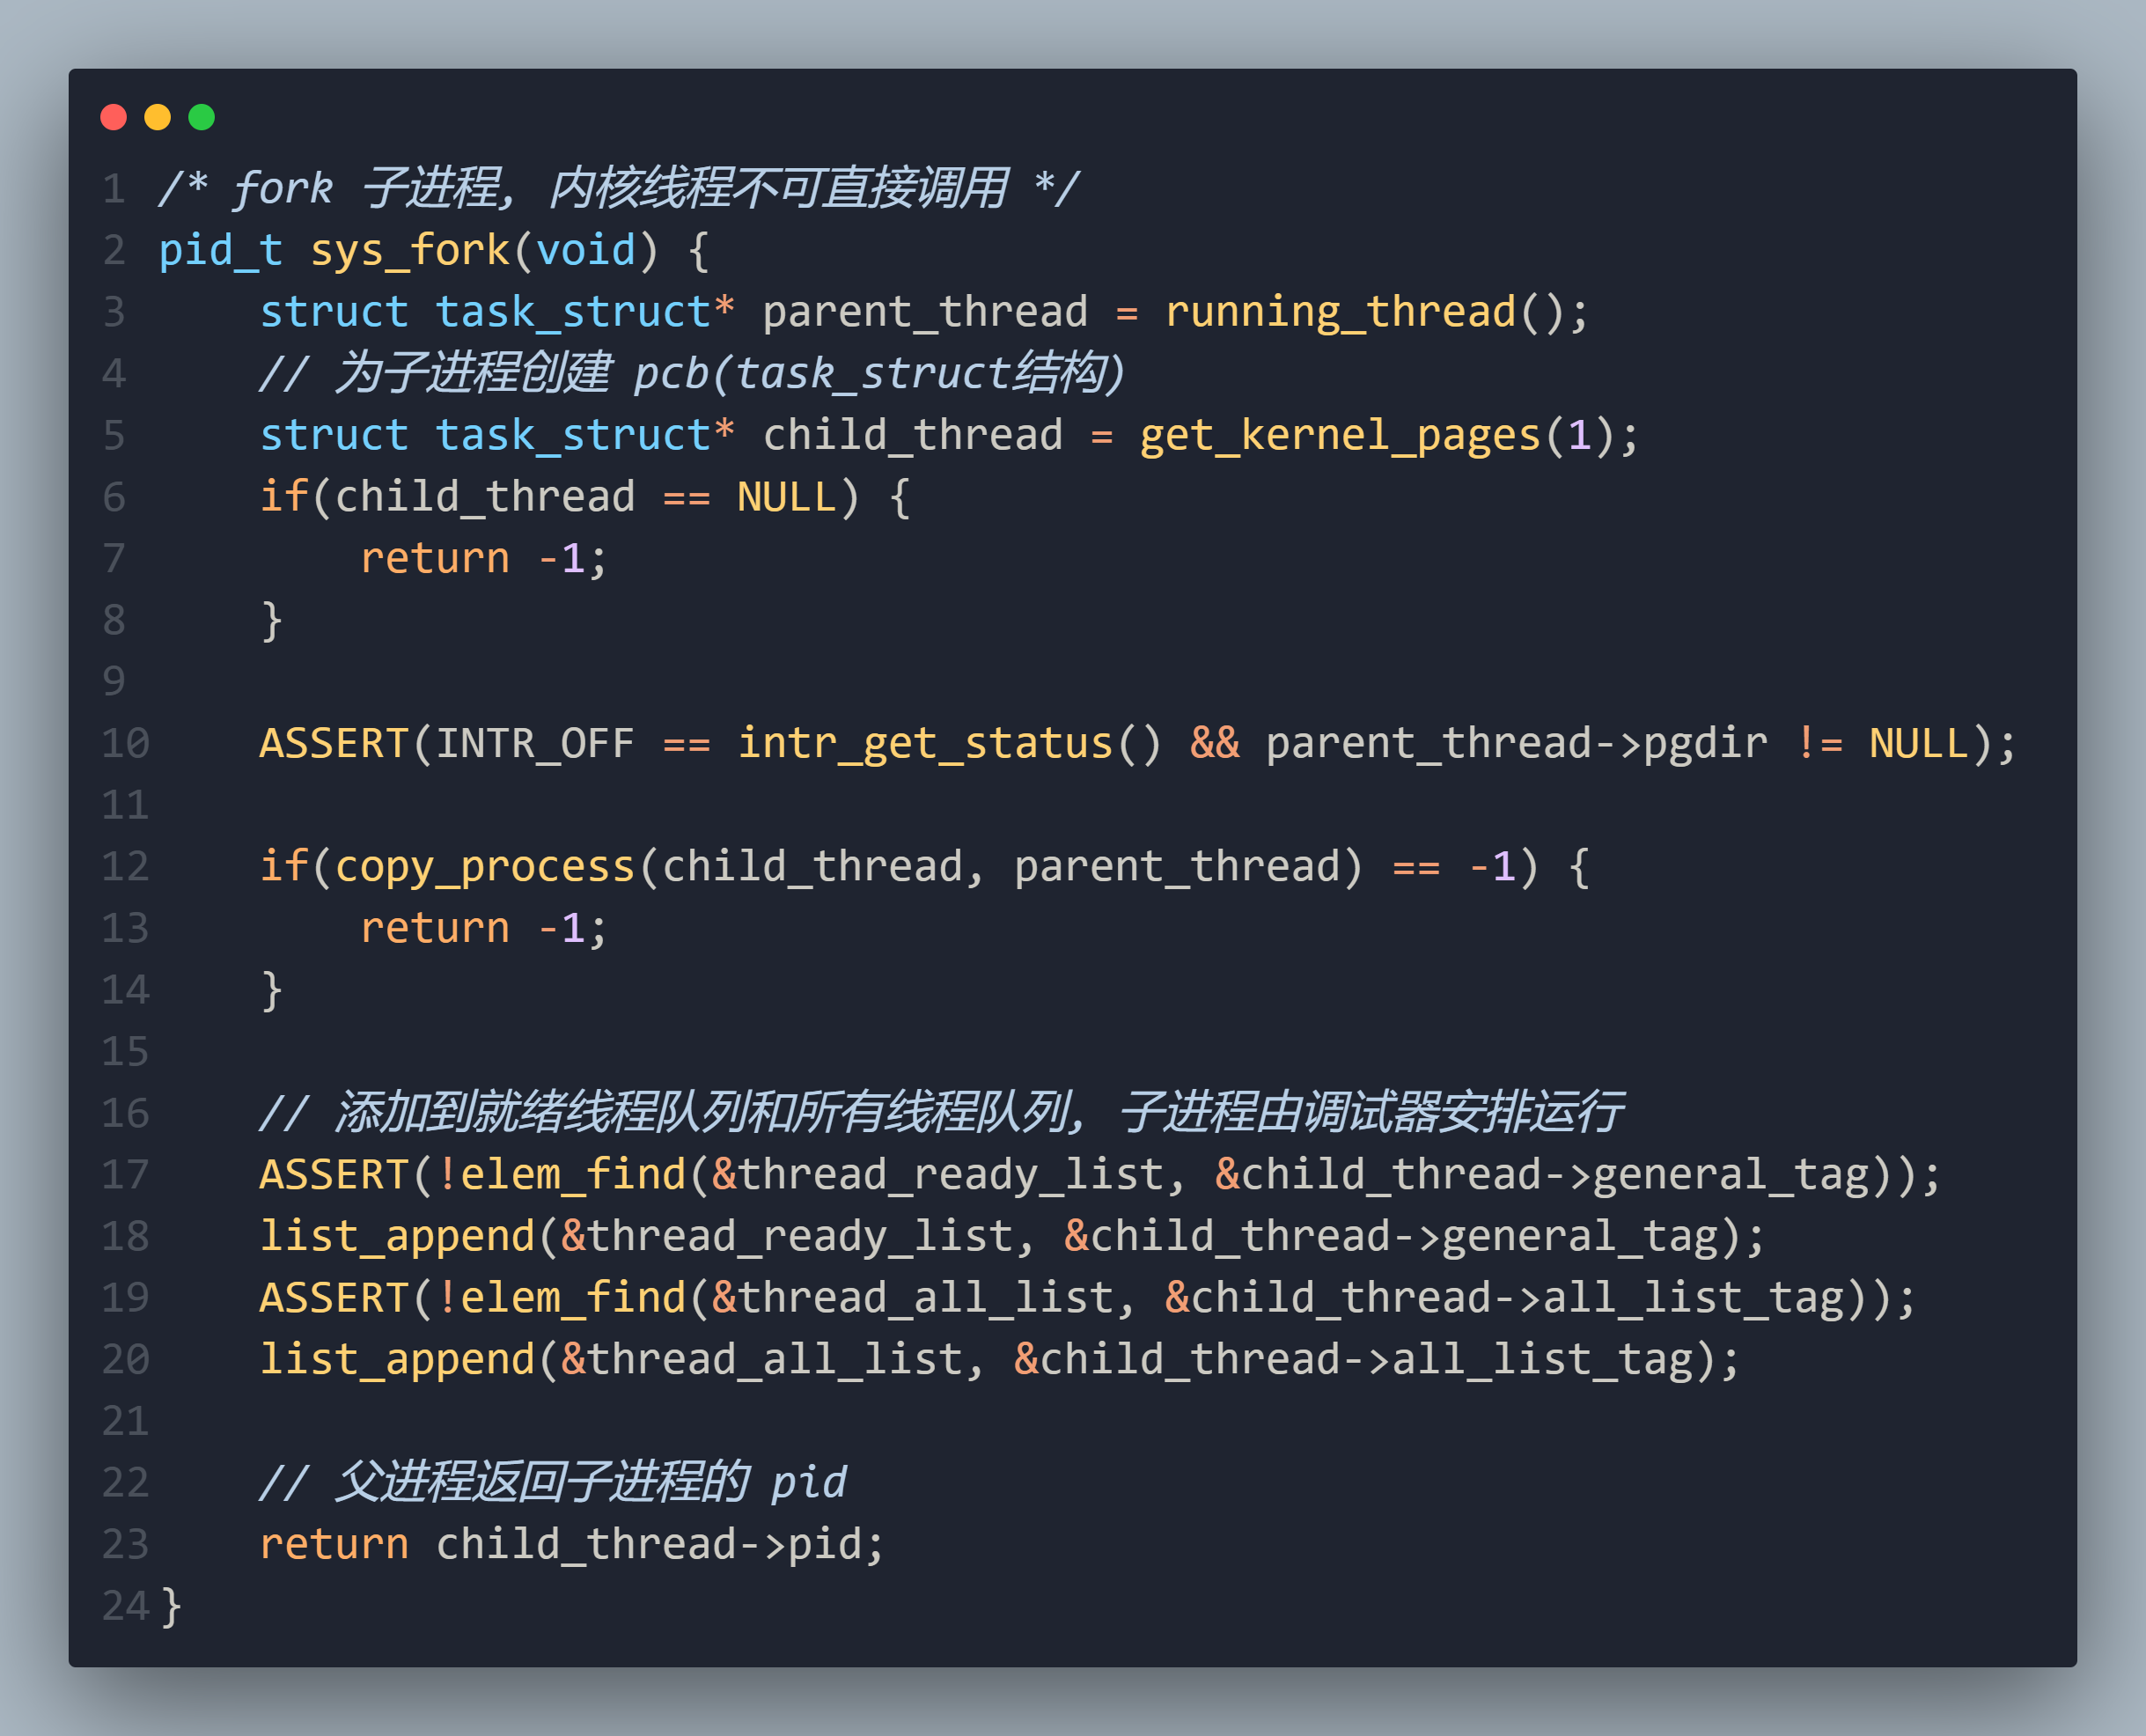 1 /* fork 子进程, 内核线程不可直接调用 */
2 pid_t sys_fork(void) {
3     struct task_struct* parent_thread = running_thread();
4     // 为子进程创建 pcb(task_struct结构)
5     struct task_struct* child_thread = get_kernel_pages(1);
6     if(child_thread == NULL) {
7         return -1;
8     }
9
10     ASSERT(INTR_OFF == intr_get_status() && parent_thread->pgdir != NULL);
11
12     if(copy_process(child_thread, parent_thread) == -1) {
13         return -1;
14     }
15
16     // 添加到就绪线程队列和所有线程队列, 子进程由调试器安排运行
17     ASSERT(!elem_find(&thread_ready_list, &child_thread->general_tag));
18     list_append(&thread_ready_list, &child_thread->general_tag);
19     ASSERT(!elem_find(&thread_all_list, &child_thread->all_list_tag));
20     list_append(&thread_all_list, &child_thread->all_list_tag);
21
22     // 父进程返回子进程的 pid
23     return child_thread->pid;
24 }